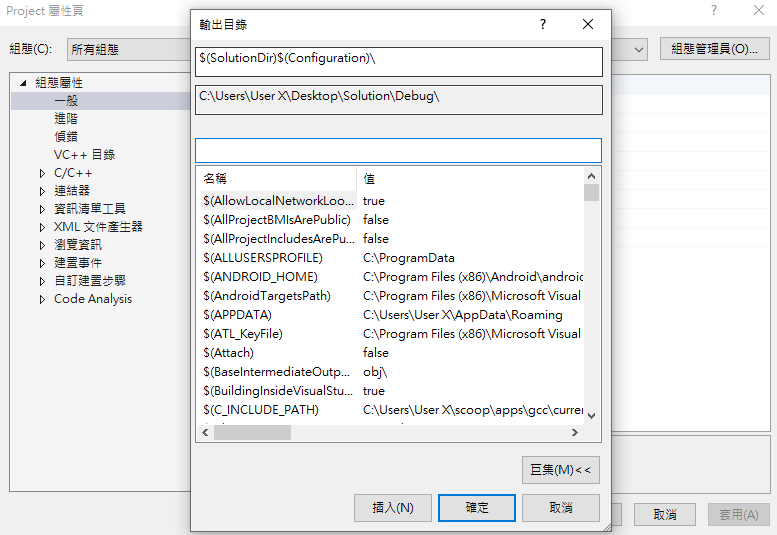 Project 屬性頁
組態(C):
所有組態
組態管理員(O)...
組態屬性
一般
進階
偵錯
VC++ 目錄
C/C++
連結器
資訊清單工具
XML 文件產生器
瀏覽資訊
建置事件
自訂建置步驟
Code Analysis
輸出目錄
$(SolutionDir)$(Configuration)\
C:\Users\User X\Desktop\Solution\Debug\
名稱 值
$(AllowLocalNetworkLoo... true
$(AllProjectBMIsArePublic) false
$(AllProjectIncludesArePu... false
$(ALLUSERSPROFILE) C:\ProgramData
$(ANDROID_HOME) C:\Program Files (x86)\Android\android
$(AndroidTargetsPath) C:\Program Files (x86)\Microsoft Visual
$(APPDATA) C:\Users\User X\AppData\Roaming
$(ATL_KeyFile) C:\Program Files (x86)\Microsoft Visual
$(Attach) false
$(BaseIntermediateOutp... obj\
$(BuildingInsideVisualStu... true
$(C_INCLUDE_PATH) C:\Users\User X\scoop\apps\gcc\curren
巨集(M)<<
插入(N)
確定
取消
取消
套用(A)